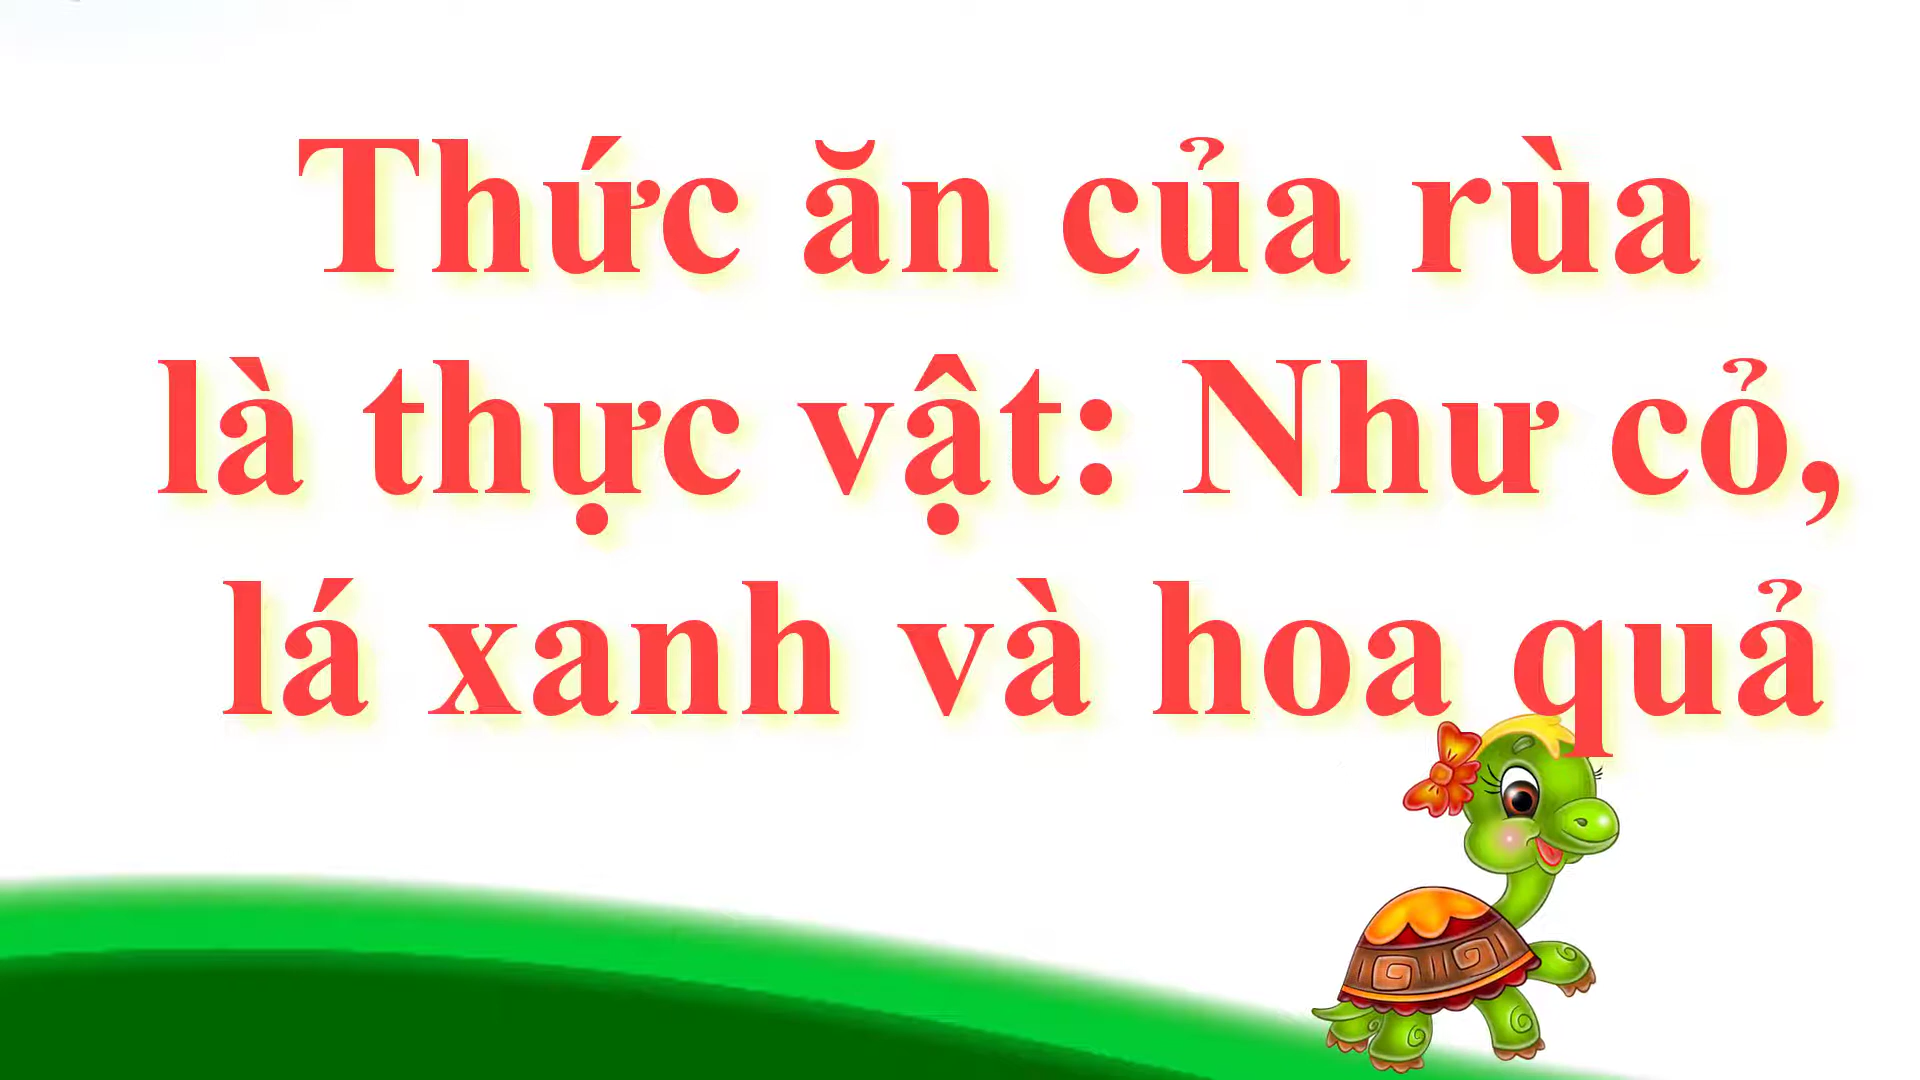 Thức ăn của rùa
là thực vật: Như cỏ,
lá xanh và hoa quả